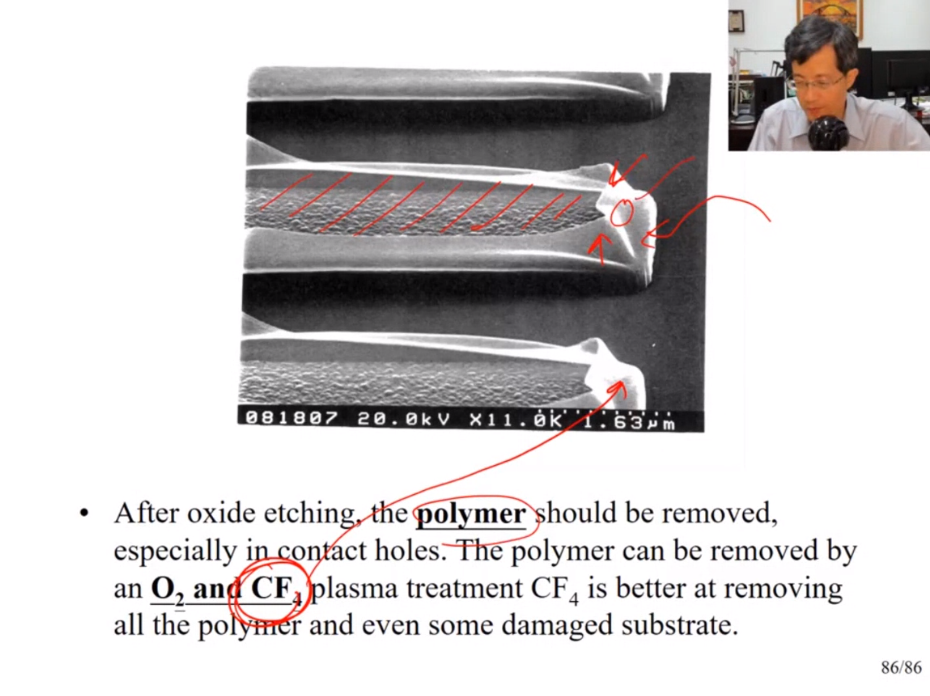 081807 20.0kV X11.0K 1.63μm
• After oxide etching, the polymer should be removed,
especially in contact holes. The polymer can be removed by
an O₂ and CF₄ plasma treatment CF₄ is better at removing
all the polymer and even some damaged substrate.
86/86